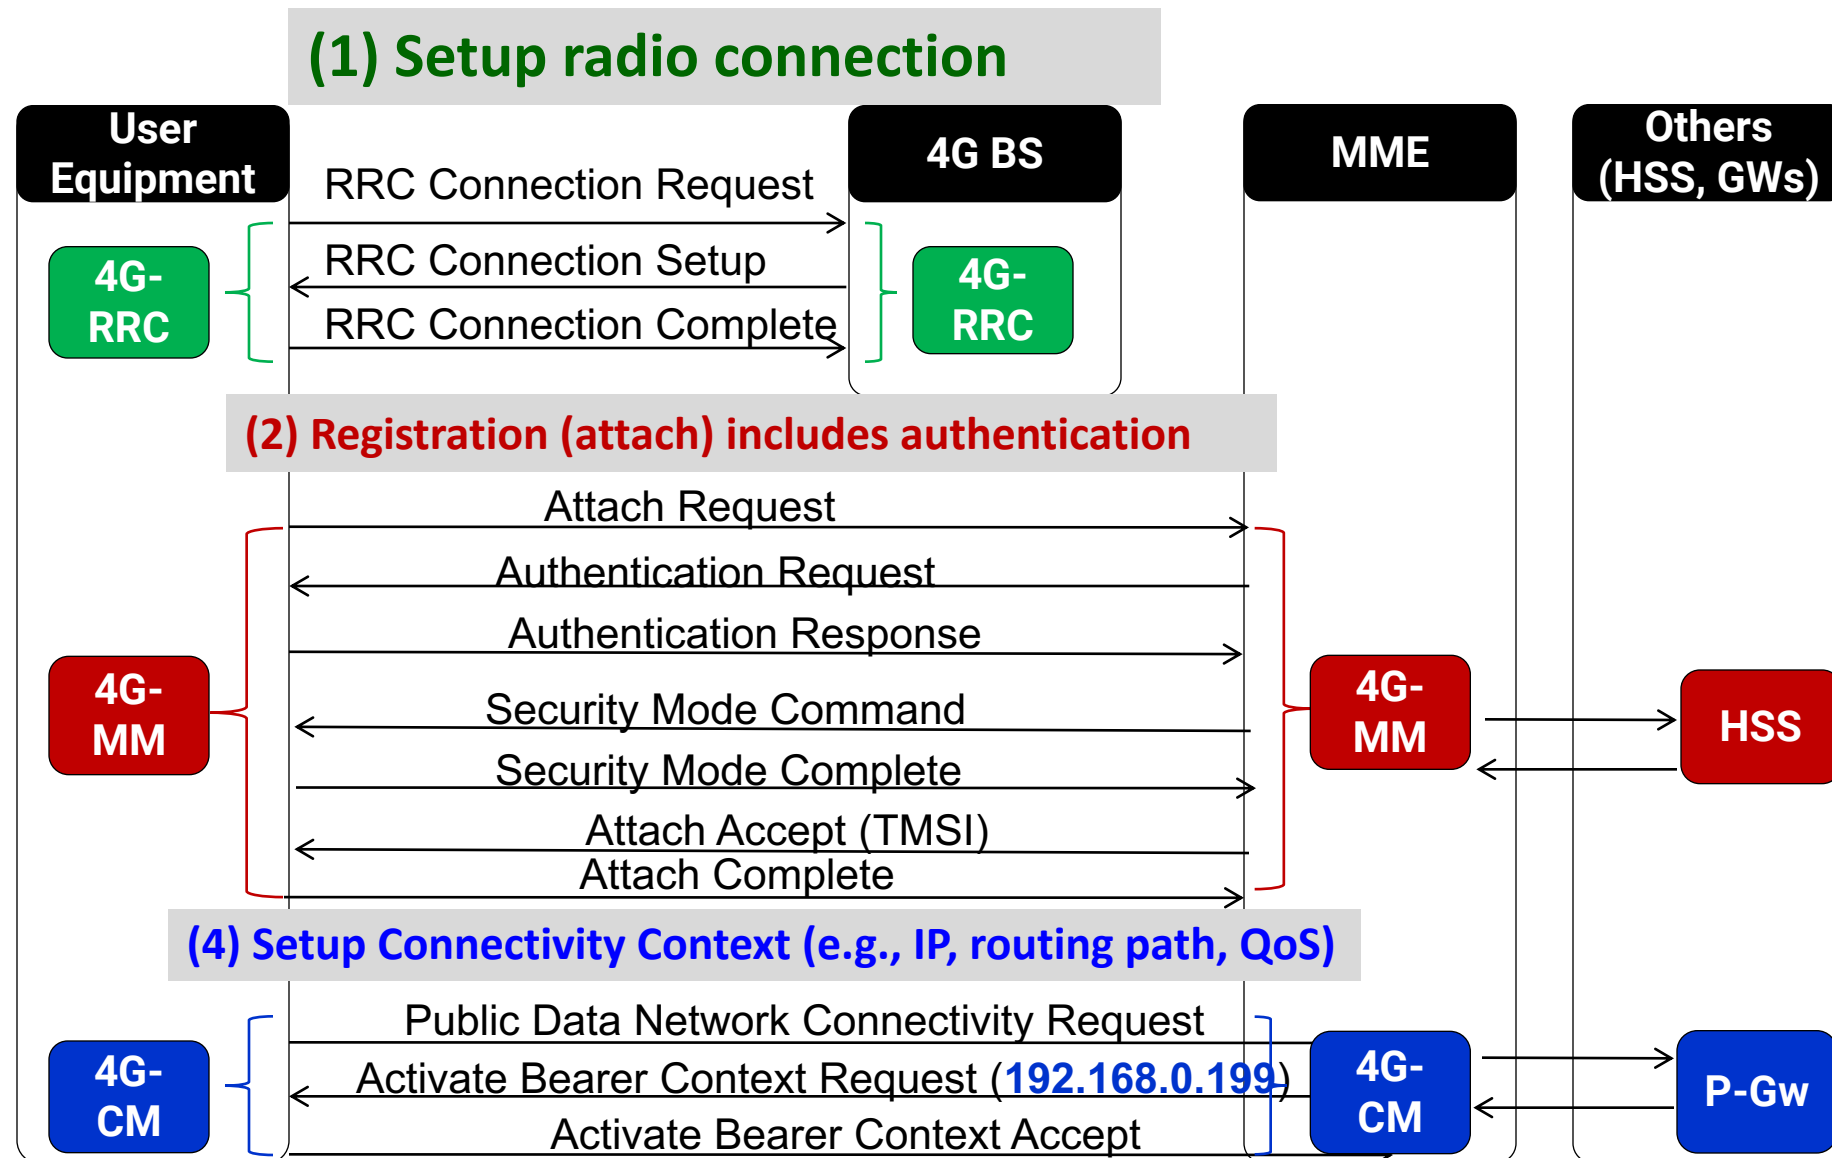 (1) Setup radio connection
User
Equipment
4G BS
MME
Others
(HSS, GWs)
RRC Connection Request
RRC Connection Setup
RRC Connection Complete
4G-
RRC
4G-
RRC
(2) Registration (attach) includes authentication
Attach Request
Authentication Request
Authentication Response
Security Mode Command
Security Mode Complete
Attach Accept (TMSI)
Attach Complete
4G-
MM
4G-
MM
HSS
(4) Setup Connectivity Context (e.g., IP, routing path, QoS)
Public Data Network Connectivity Request
Activate Bearer Context Request (192.168.0.199)
Activate Bearer Context Accept
4G-
CM
4G-
CM
P-Gw